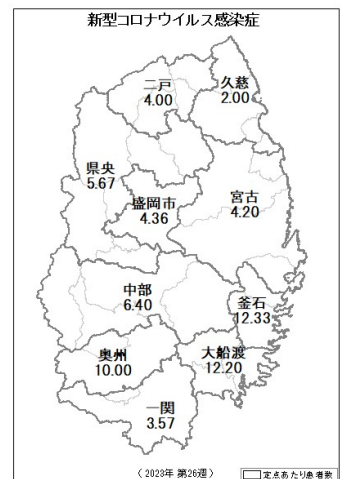 新型コロナウイルス感染症
二戸
4.00
久慈
2.00
県央
5.67
盛岡市
4.36
宮古
4.20
中部
6.40
釜石
12.33
奥州
10.00
大船渡
12.20
一関
3.57
（2023年 第26週）
定点あたり患者数